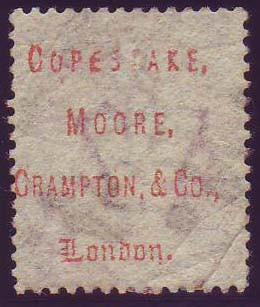 COPESTAKE,
MOORE,
CRAMPTON, & CO.,
London.